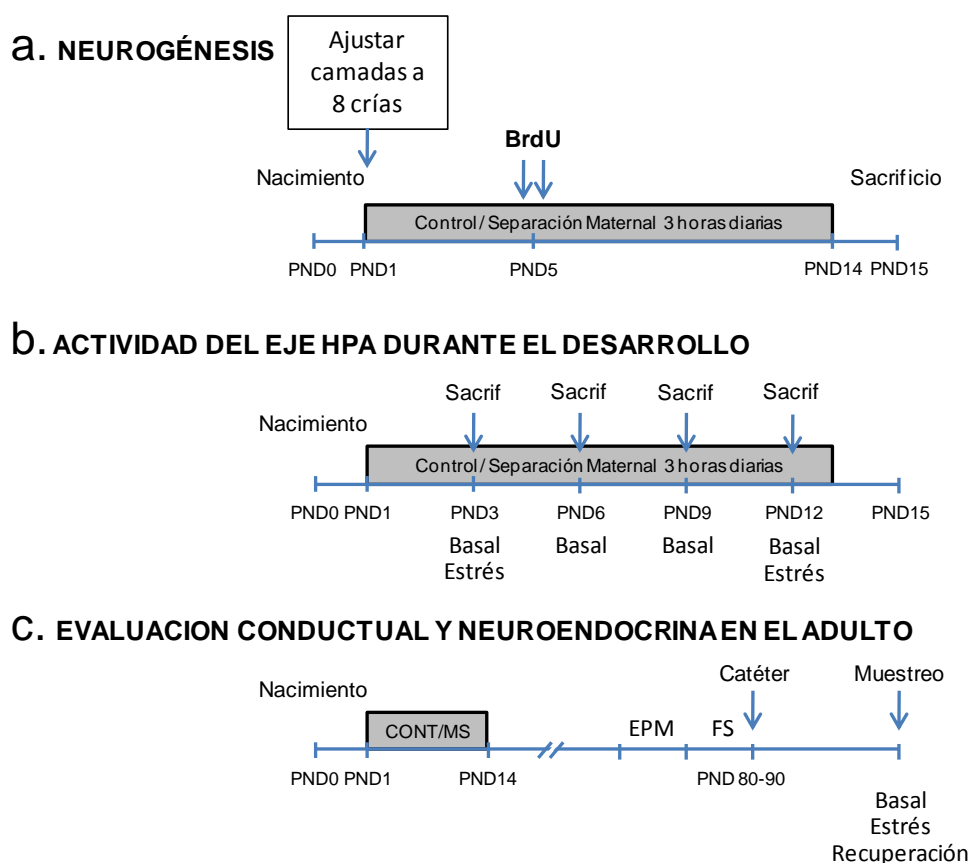 a. NEUROGÉNESIS
Ajustar
camadas a
8 crías
BrdU
Nacimiento
Sacrificio
Control / Separación Maternal 3 horas diarias
PND0 PND1 PND5 PND14 PND15
b. ACTIVIDAD DEL EJE HPA DURANTE EL DESARROLLO
Sacrif Sacrif Sacrif Sacrif
Nacimiento
Control / Separación Maternal 3 horas diarias
PND0 PND1 PND3 PND6 PND9 PND12 PND15
Basal Basal Basal Basal
Estrés Estrés
C. EVALUACION CONDUCTUAL Y NEUROENDOCRINA EN EL ADULTO
Catéter Muestreo
Nacimiento
CONT/MS EPM FS
PND0 PND1 PND14 PND 80-90
Basal
Estrés
Recuperación